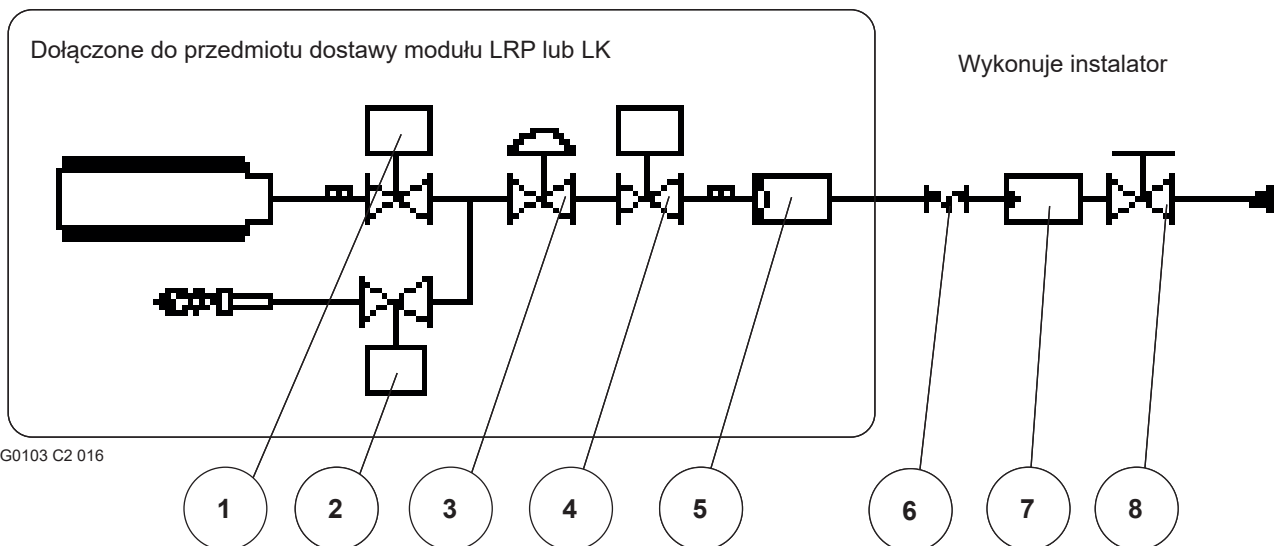 Dołączone do przedmiotu dostawy modułu LRP lub LK
Wykonuje instalator
G0103 C2 016
1 2 3 4 5 6 7 8